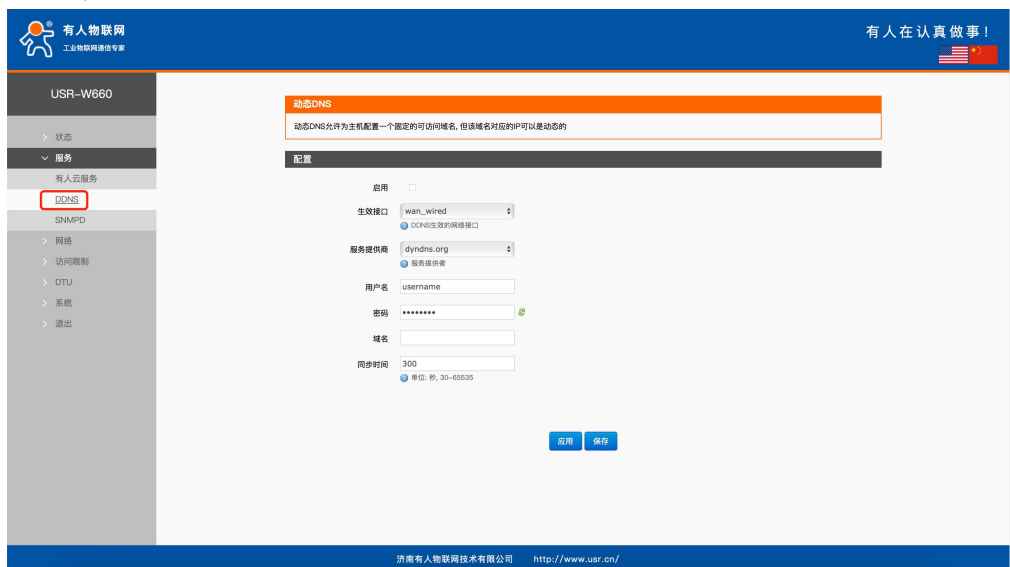 有人物联网
工业物联网通信专家
有人在认真做事!
USR-W660
状态
服务
有人云服务
DDNS
SNMPD
网络
访问限制
DTU
系统
退出
动态DNS
动态DNS允许为主机配置一个固定的可访问域名, 但该域名对应的IP可以是动态的
配置
启用
生效接口 wan_wired
DDNS生效的网络接口
服务提供商 dyndns.org
服务提供者
用户名 username
密码 ••••••••
域名
同步时间 300
单位: 秒, 30-65535
应用 保存
济南有人物联网技术有限公司 http://www.usr.cn/